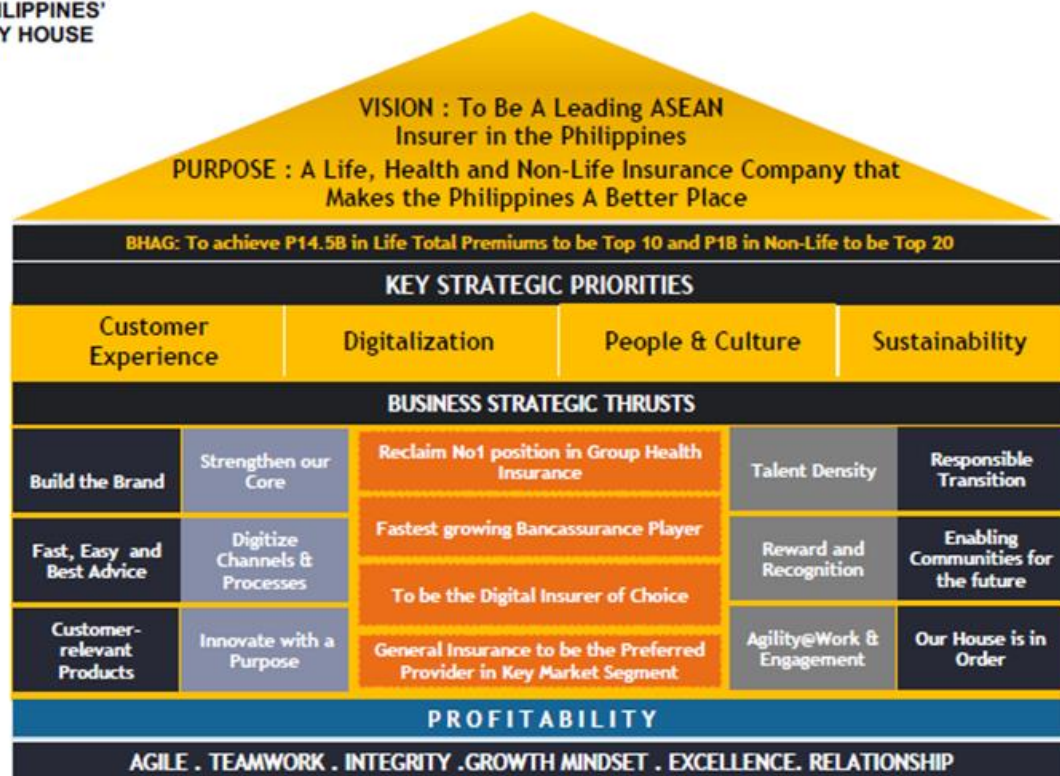 PHILIPPINES'
HOUSE
VISION : To Be A Leading ASEAN
Insurer in the Philippines
PURPOSE : A Life, Health and Non-Life Insurance Company that
Makes the Philippines A Better Place
BHAG: To achieve P14.5B in Life Total Premiums to be Top 10 and P1B in Non-Life to be Top 20
KEY STRATEGIC PRIORITIES
Customer
Experience
Digitalization
People & Culture
Sustainability
BUSINESS STRATEGIC THRUSTS
Build the Brand
Fast, Easy and
Best Advice
Customer-
relevant
Products
Strengthen our
Core
Digitize
Channels &
Processes
Innovate with a
Purpose
Reclaim No1 position in Group Health
Insurance
Fastest growing Bancassurance Player
To be the Digital Insurer of Choice
General Insurance to be the Preferred
Provider in Key Market Segment
Talent Density
Reward and
Recognition
Agility@Work &
Engagement
Responsible
Transition
Enabling
Communities for
the future
Our House is in
Order
PROFITABILITY
AGILE . TEAMWORK . INTEGRITY .GROWTH MINDSET . EXCELLENCE. RELATIONSHIP